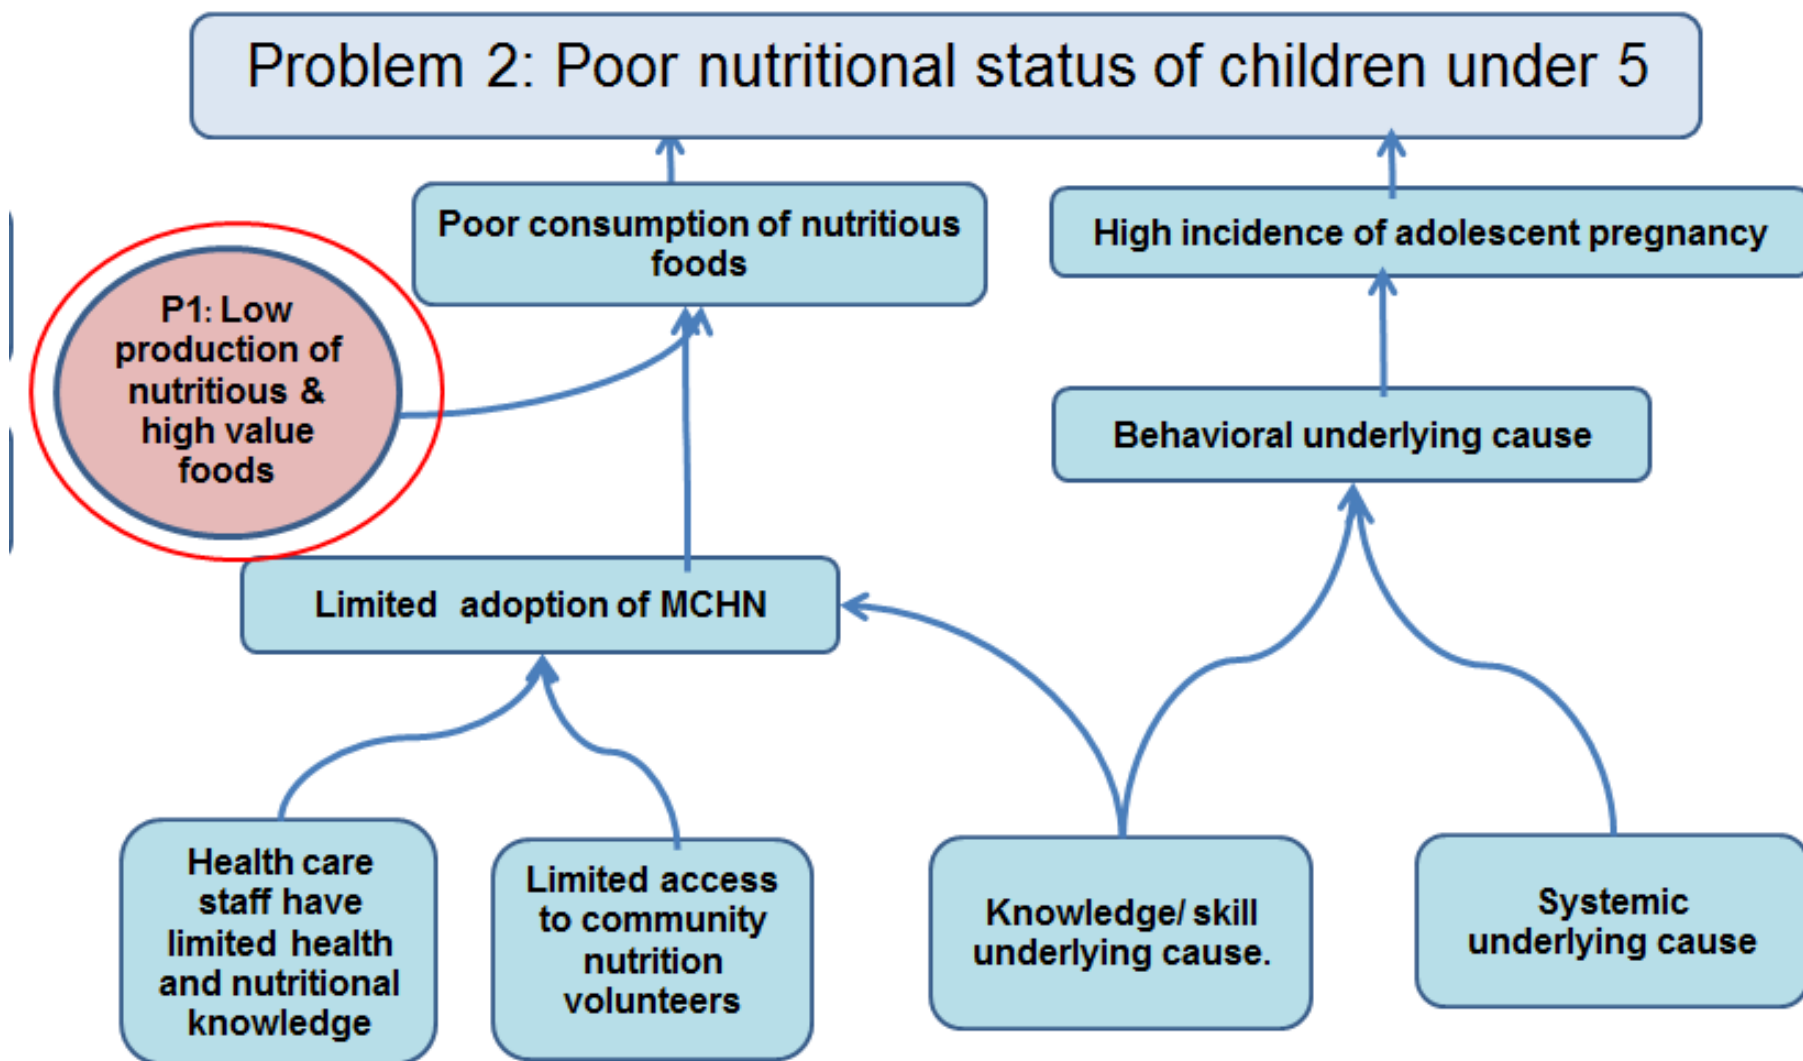 Problem 2: Poor nutritional status of children under 5
Poor consumption of nutritious
foods
High incidence of adolescent pregnancy
P1: Low
production of
nutritious &
high value
foods
Behavioral underlying cause
Limited adoption of MCHN
Health care
staff have
limited health
and nutritional
knowledge
Limited access
to community
nutrition
volunteers
Knowledge/ skill
underlying cause.
Systemic
underlying cause